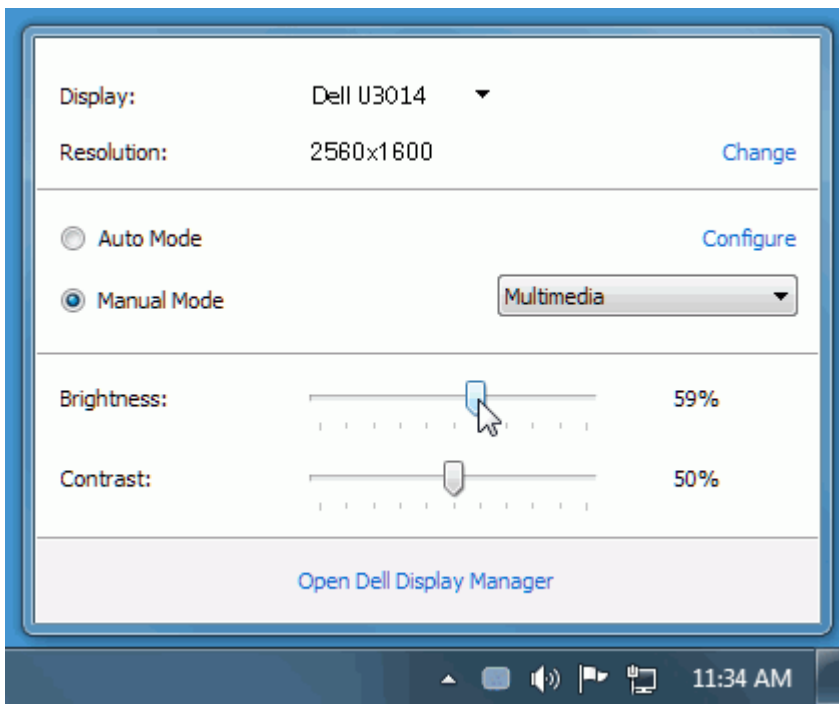 Display: Dell U3014
Resolution: 2560x1600 Change
Auto Mode Configure
Manual Mode Multimedia
Brightness: 59%
Contrast: 50%
Open Dell Display Manager
11:34 AM